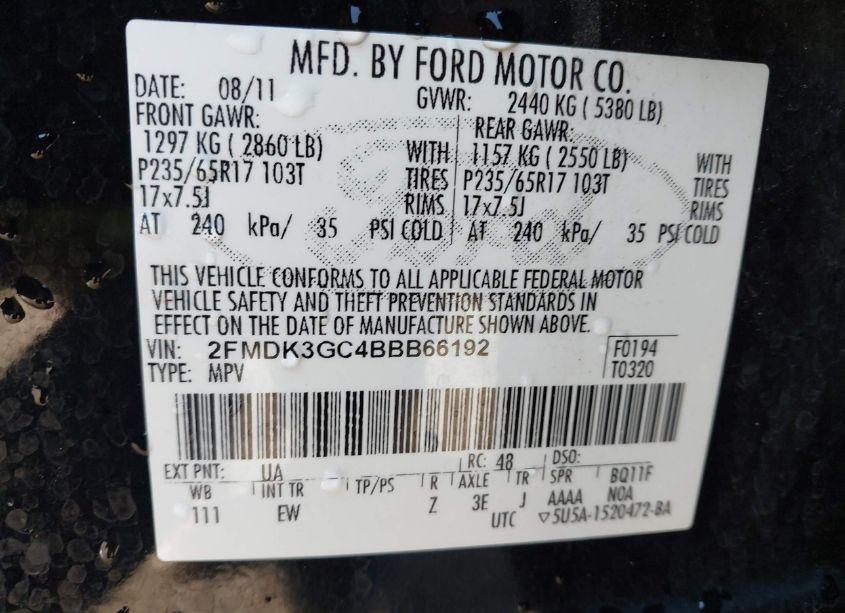 MFD. BY FORD MOTOR CO.
DATE: 08/11 GVWR: 2440 KG ( 5380 LB)
FRONT GAWR: REAR GAWR:
1297 KG ( 2860 LB) WITH 1157 KG ( 2550 LB) WITH
P235/65R17 103T TIRES P235/65R17 103T TIRES
17x7.5J RIMS 17x7.5J RIMS
AT 240 kPa/ 35 PSI COLD AT 240 kPa/ 35 PSI COLD
THIS VEHICLE CONFORMS TO ALL APPLICABLE FEDERAL MOTOR
VEHICLE SAFETY AND THEFT PREVENTION STANDARDS IN
EFFECT ON THE DATE OF MANUFACTURE SHOWN ABOVE.
VIN: 2FMDK3GC4BBB66192 F0194
TYPE: MPV T0320
EXT PNT: UA RC: 48 DSO:
WB INT TR TP/PS R AXLE TR SPR BQ11F
111 EW Z 3E J AAAA NOA
UTC ▽5U5A-1520472-BA